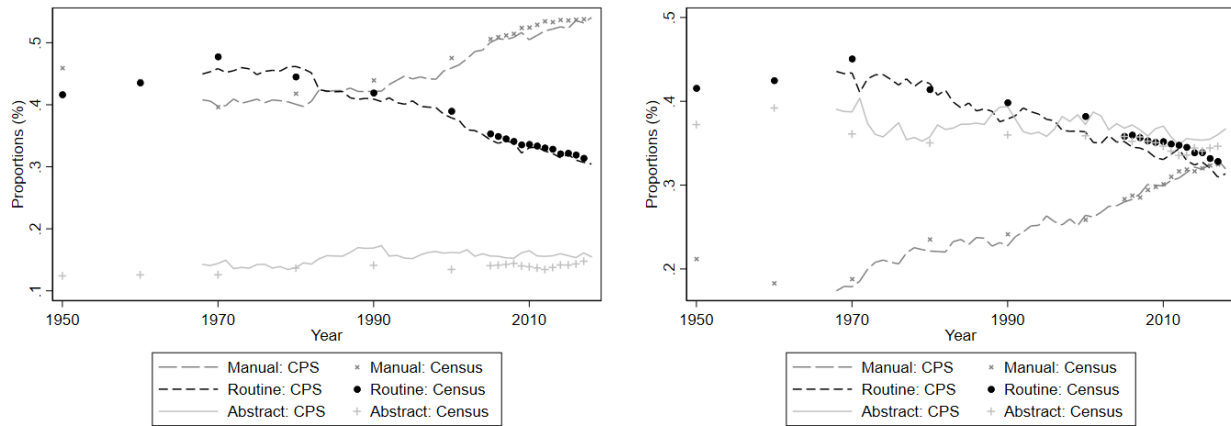 .5
.4
.3
.2
.1
Proportions (%)
1950
1970
1990
2010
Year
Manual: CPS
Manual: Census
Routine: CPS
Routine: Census
Abstract: CPS
Abstract: Census
.5
.4
.3
.2
Proportions (%)
1950
1970
1990
2010
Year
Manual: CPS
Manual: Census
Routine: CPS
Routine: Census
Abstract: CPS
Abstract: Census